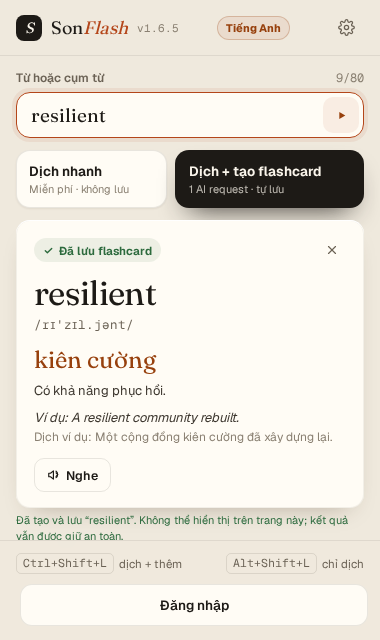 S SonFlash v1.6.5 Tiếng Anh
Từ hoặc cụm từ 9/80
resilient
Dịch nhanh
Miễn phí · không lưu
Dịch + tạo flashcard
1 AI request · tự lưu
✓ Đã lưu flashcard ×
resilient
/rɪˈzɪl.jənt/
kiên cường
Có khả năng phục hồi.
Ví dụ: A resilient community rebuilt.
Dịch ví dụ: Một cộng đồng kiên cường đã xây dựng lại.
Nghe
Đã tạo và lưu “resilient”. Không thể hiển thị trên trang này; kết quả
vẫn được giữ an toàn.
Ctrl+Shift+L dịch + thêm Alt+Shift+L chỉ dịch
Đăng nhập